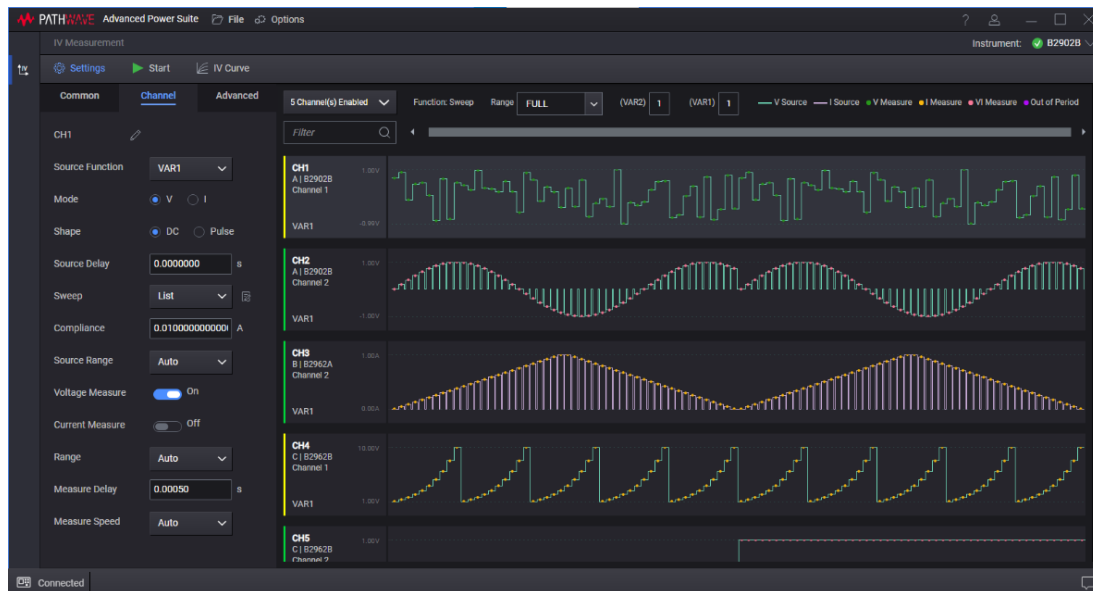 PATHWAVE Advanced Power Suite File Options
IV Measurement Instrument: B2902B
IV Settings Start IV Curve
Common Channel Advanced
5 Channel(s) Enabled Function: Sweep Range FULL (VAR2) 1 (VAR1) 1 V Source I Source V Measure I Measure VI Measure Out of Period
Filter
CH1
Source Function VAR1
Mode V I
Shape DC Pulse
Source Delay 0.0000000 s
Sweep List
Compliance 0.010000000000 A
Source Range Auto
Voltage Measure On
Current Measure Off
Range Auto
Measure Delay 0.00050 s
Measure Speed Auto
CH1
A | B2902B
Channel 1
VAR1
1.00V
CH2
A | B2902B
Channel 2
VAR1
1.00V
-1.00V
CH3
B | B2962A
Channel 2
VAR1
1.00A
0.00A
CH4
C | B2962B
Channel 1
VAR1
10.00V
1.00V
CH5
C | B2962B
Channel 2
1.00V
Connected